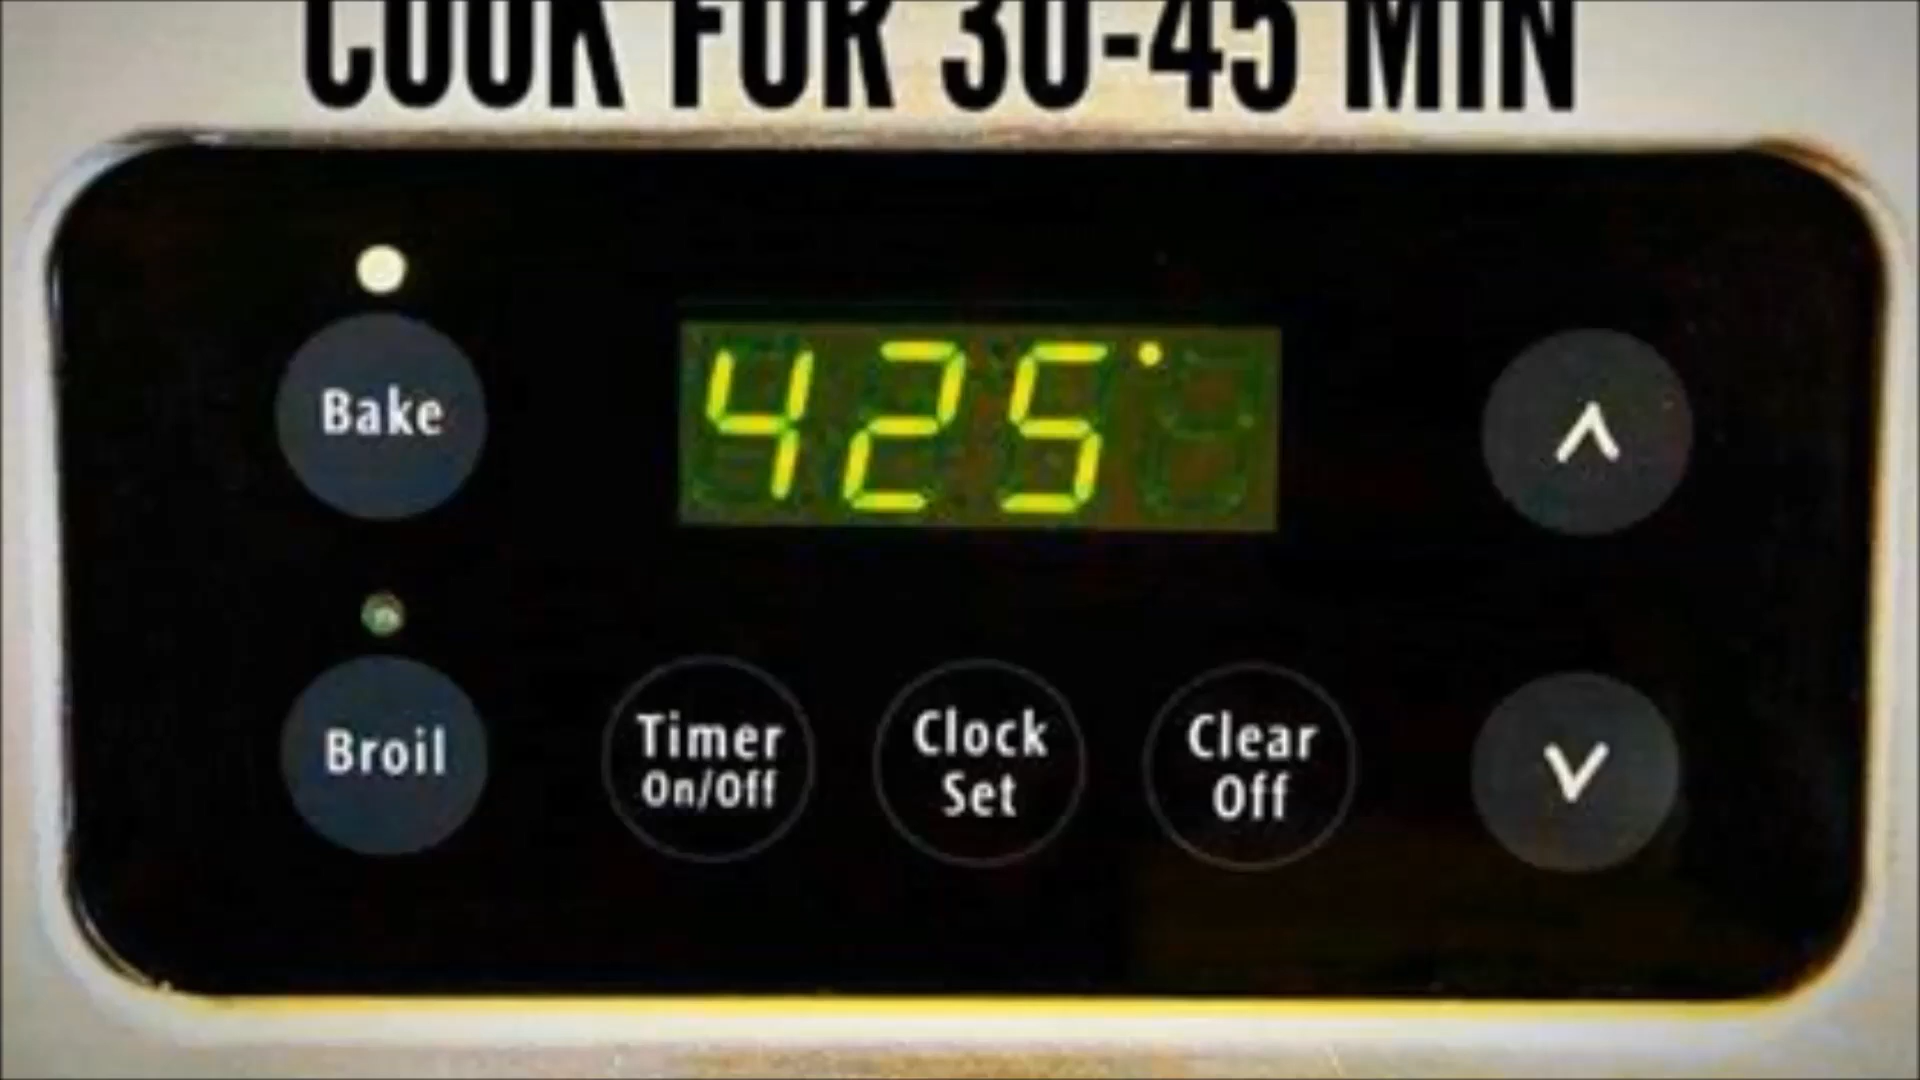 COOK FOR 30-45 MIN
Bake
425°
Broil
Timer
On/Off
Clock
Set
Clear
Off